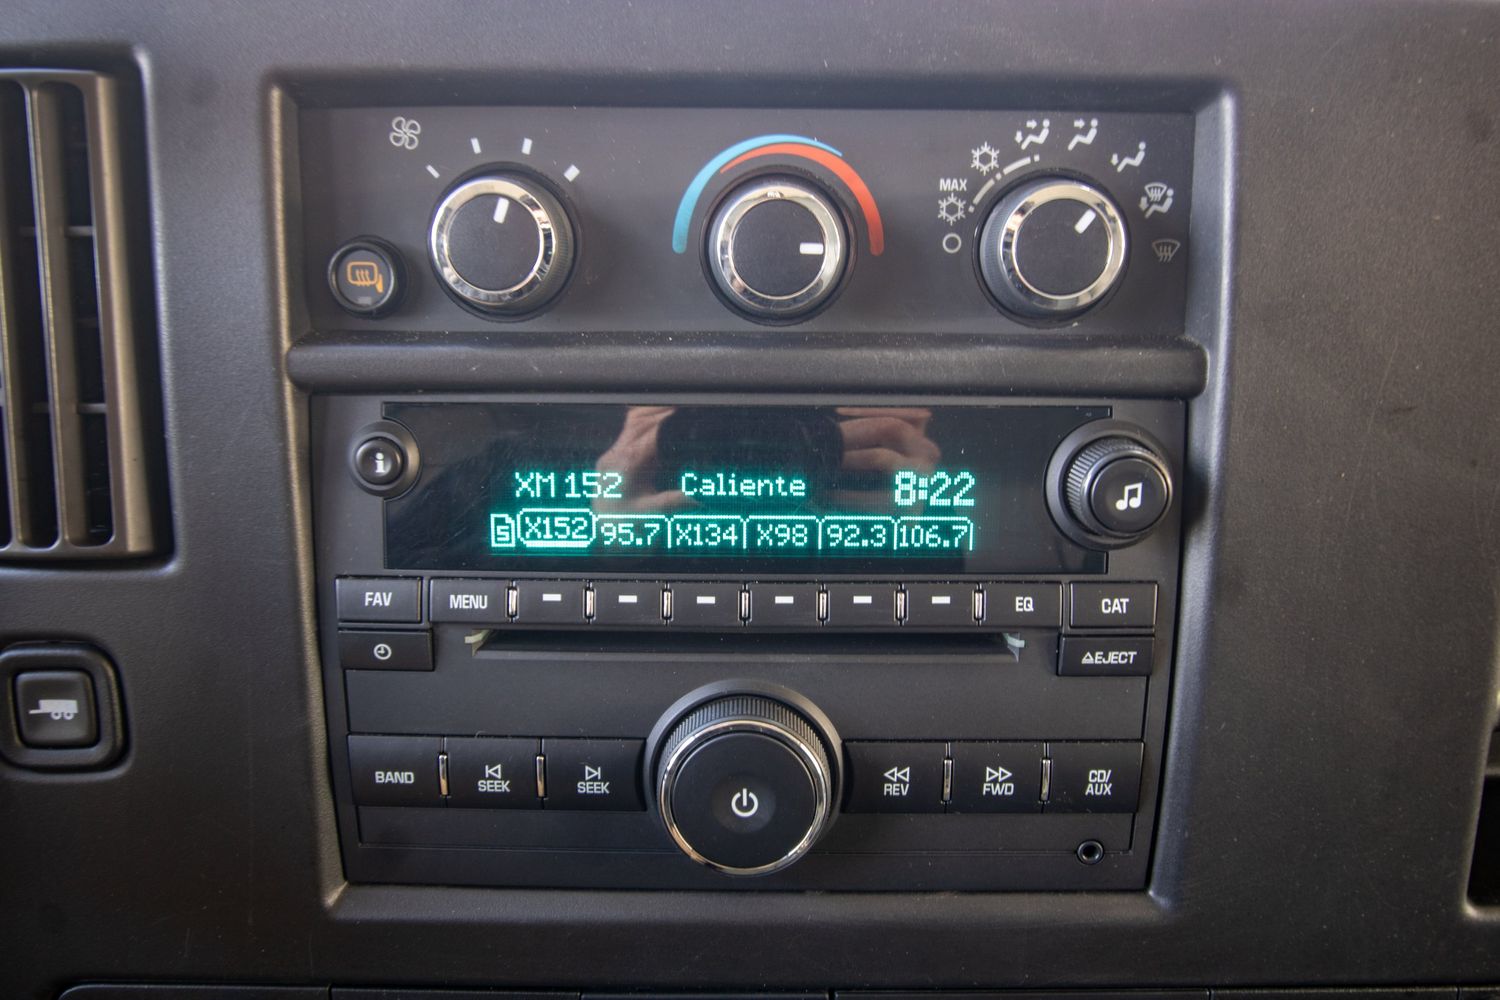 MAX
XM 152 Caliente 8:22
5 X152 95.7 X134 X98 92.3 106.7
FAV MENU EQ CAT
EJECT
BAND SEEK SEEK REV FWD CD/
AUX